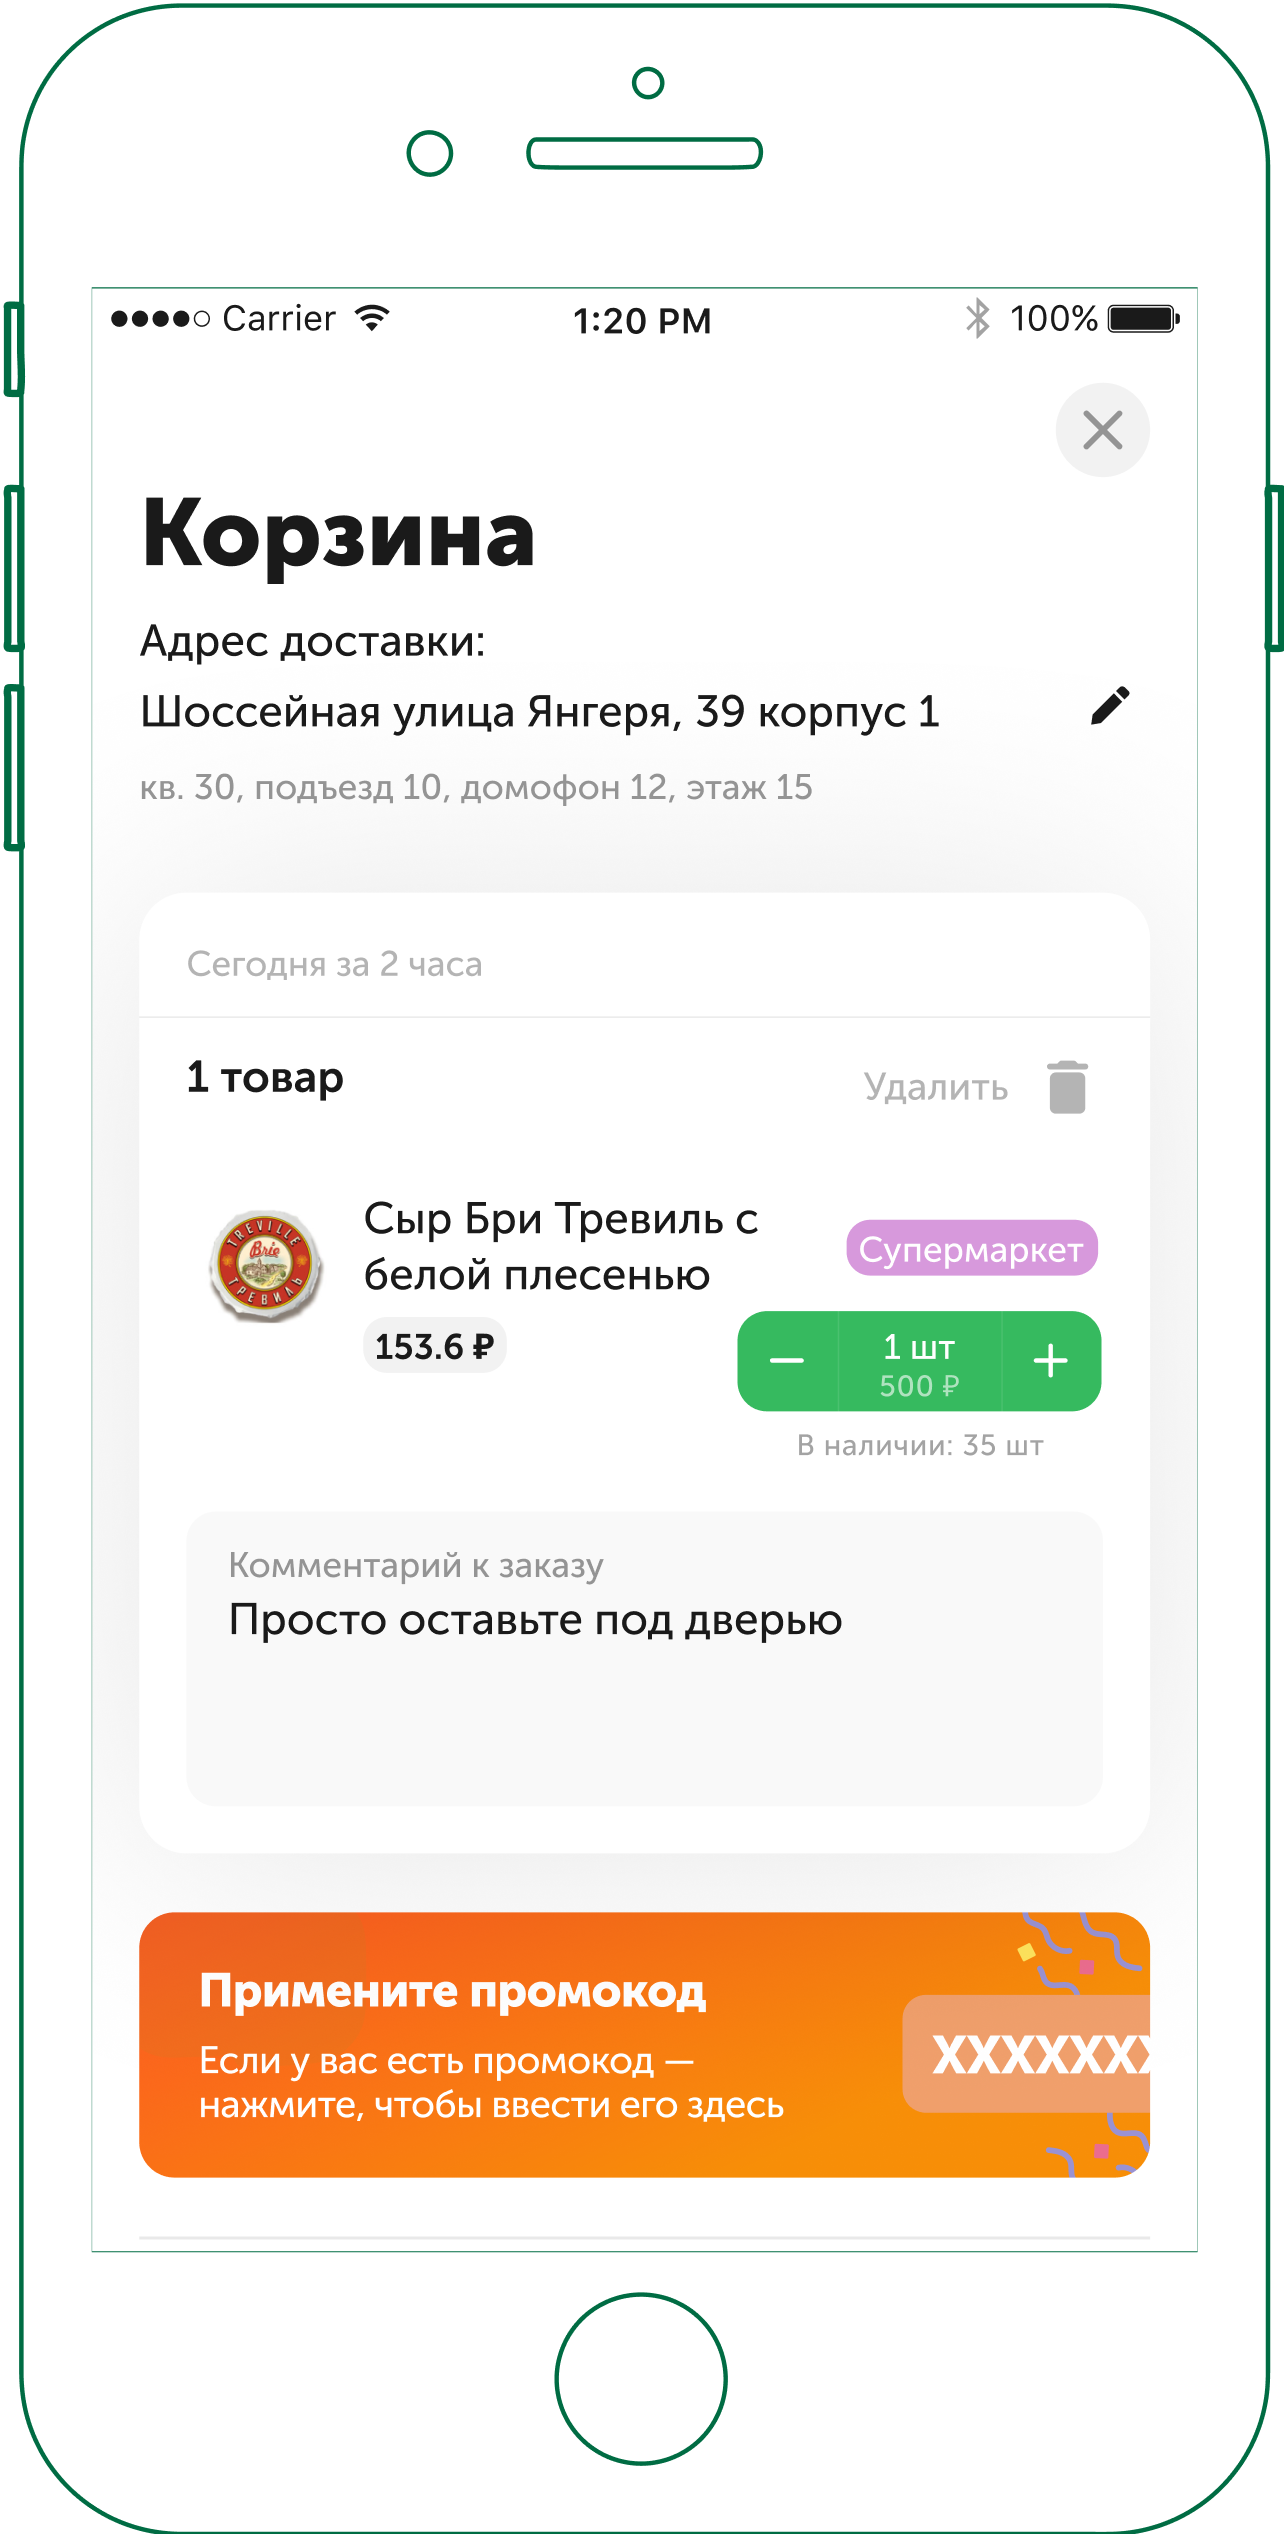 Carrier 1:20 PM 100%
Корзина
Адрес доставки:
Шоссейная улица Янгеря, 39 корпус 1
кв. 30, подъезд 10, домофон 12, этаж 15
Сегодня за 2 часа
1 товар
Удалить
TREVILLE
Brie
ТРЕВИЛЬ
Сыр Бри Тревиль с
белой плесенью
153.6 ₽
Супермаркет
1 шт
500 ₽
В наличии: 35 шт
Комментарий к заказу
Просто оставьте под дверью
Примените промокод
Если у вас есть промокод —
нажмите, чтобы ввести его здесь
XXXXXXX